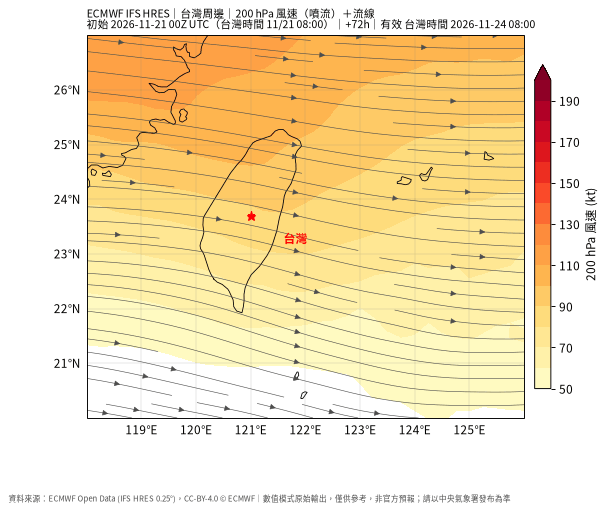 ECMWF IFS HRES｜台灣周邊｜200 hPa 風速（噴流）＋流線
初始 2026-11-21 00Z UTC（台灣時間 11/21 08:00）｜+72h｜有效 台灣時間 2026-11-24 08:00
26°N
25°N
24°N
23°N
22°N
21°N
台灣
119°E 120°E 121°E 122°E 123°E 124°E 125°E
190
170
150
130
110
90
70
50
200 hPa 風速 (kt)
資料來源：ECMWF Open Data (IFS HRES 0.25°)，CC-BY-4.0 © ECMWF｜數值模式原始輸出，僅供參考，非官方預報；請以中央氣象署發布為準